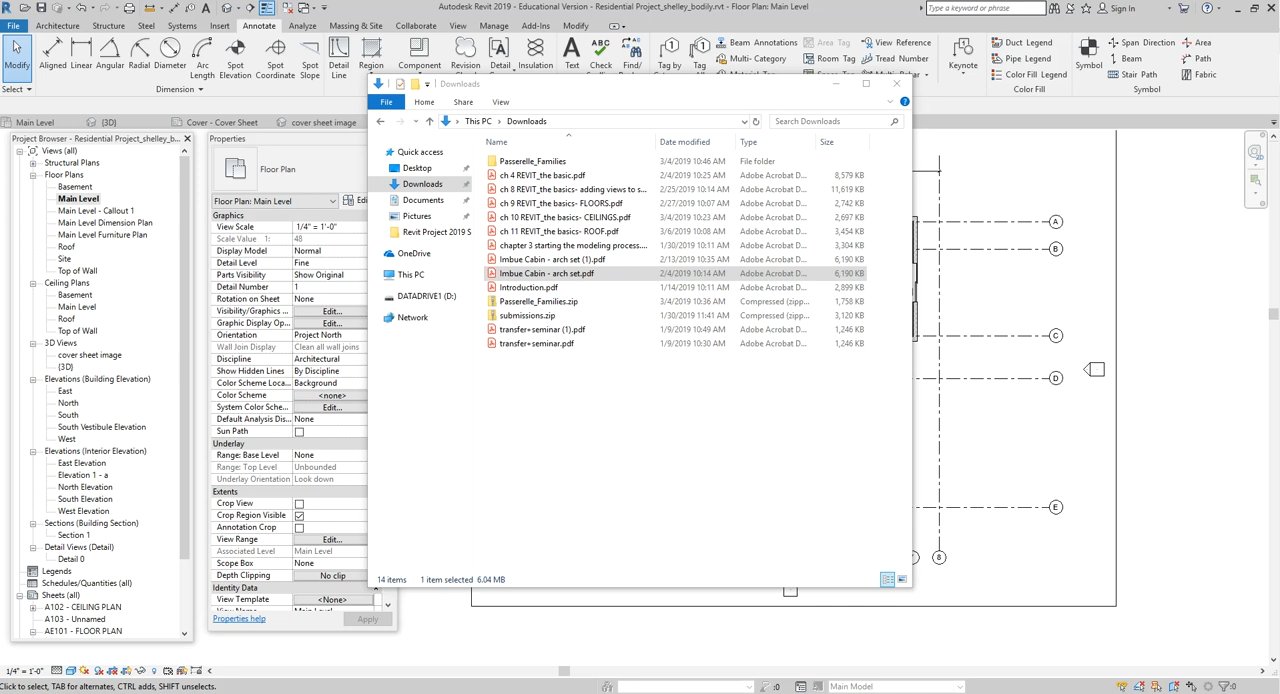 Autodesk Revit 2019 - Educational Version - Residential Project_shelley_bodily.rvt - Floor Plan: Main Level
Type a keyword or phrase
Sign In
File Architecture Structure Steel Systems Insert Annotate Analyze Massing & Site Collaborate View Manage Add-Ins Modify
Modify Aligned Linear Angular Radial Diameter Arc Length Spot Elevation Spot Coordinate Spot Slope Detail Line Region Component Revision Detail Insulation Text Check Find/ Tag by Tag Keynote Symbol
Beam Annotations Area Tag View Reference
Multi-Category Room Tag Tread Number
Duct Legend Span Direction Area
Pipe Legend Beam Path
Color Fill Legend Stair Path Fabric
Select Dimension Color Fill Symbol
Main Level {3D} Cover - Cover Sheet cover sheet image
Project Browser - Residential Project_shelley_b...
Views (all)
Structural Plans
Floor Plans
Basement
Main Level
Main Level - Callout 1
Main Level Dimension Plan
Main Level Furniture Plan
Roof
Site
Top of Wall
Ceiling Plans
Basement
Main Level
Roof
Top of Wall
3D Views
cover sheet image
{3D}
Elevations (Building Elevation)
East
North
South
South Vestibule Elevation
West
Elevations (Interior Elevation)
East Elevation
Elevation 1 - a
North Elevation
South Elevation
West Elevation
Sections (Building Section)
Section 1
Detail Views (Detail)
Detail 0
Legends
Schedules/Quantities (all)
Sheets (all)
A102 - CEILING PLAN
A103 - Unnamed
AE101 - FLOOR PLAN
Properties
Floor Plan
Floor Plan: Main Level Edi
Graphics
View Scale 1/4" = 1'-0"
Scale Value 1: 48
Display Model Normal
Detail Level Fine
Parts Visibility Show Original
Detail Number 1
Rotation on Sheet None
Visibility/Graphics ... Edit...
Graphic Display Op... Edit...
Orientation Project North
Wall Join Display Clean all wall joins
Discipline Architectural
Show Hidden Lines By Discipline
Color Scheme Loca... Background
Color Scheme <none>
System Color Sche... Edit...
Default Analysis Dis... None
Sun Path
Underlay
Range: Base Level None
Range: Top Level Unbounded
Underlay Orientation Look down
Extents
Crop View
Crop Region Visible
Annotation Crop
View Range Edit...
Associated Level Main Level
Scope Box None
Depth Clipping No clip
Identity Data
View Template <None>
Properties help Apply
Downloads
File Home Share View
This PC Downloads
Search Downloads
Quick access
Desktop
Downloads
Documents
Pictures
Revit Project 2019 S
OneDrive
This PC
DATADRIVE1 (D:)
Network
Name Date modified Type Size
Passerelle_Families 3/4/2019 10:46 AM File folder
ch 4 REVIT_the basic.pdf 2/4/2019 10:25 AM Adobe Acrobat D... 8,579 KB
ch 8 REVIT_the basics- adding views to s... 2/25/2019 10:14 AM Adobe Acrobat D... 11,619 KB
ch 9 REVIT_the basics- FLOORS.pdf 2/27/2019 10:07 AM Adobe Acrobat D... 2,742 KB
ch 10 REVIT_the basics- CEILINGS.pdf 3/4/2019 10:23 AM Adobe Acrobat D... 2,697 KB
ch 11 REVIT_the basics- ROOF.pdf 3/6/2019 10:08 AM Adobe Acrobat D... 3,454 KB
chapter 3 starting the modeling process.... 1/30/2019 10:11 AM Adobe Acrobat D... 3,304 KB
Imbue Cabin - arch set (1).pdf 2/13/2019 10:35 AM Adobe Acrobat D... 6,190 KB
Imbue Cabin - arch set.pdf 2/4/2019 10:14 AM Adobe Acrobat D... 6,190 KB
Introduction.pdf 1/14/2019 10:11 AM Adobe Acrobat D... 2,899 KB
Passerelle_Families.zip 3/4/2019 10:36 AM Compressed (zipp... 1,758 KB
submissions.zip 1/30/2019 11:41 AM Compressed (zipp... 3,120 KB
transfer+seminar (1).pdf 1/9/2019 10:49 AM Adobe Acrobat D... 1,246 KB
transfer+seminar.pdf 1/9/2019 10:30 AM Adobe Acrobat D... 1,246 KB
14 items 1 item selected 6.04 MB
A
B
C
D
E
8
1/4" = 1'-0"
Click to select, TAB for alternates, CTRL adds, SHIFT unselects.
:0 Main Model :0